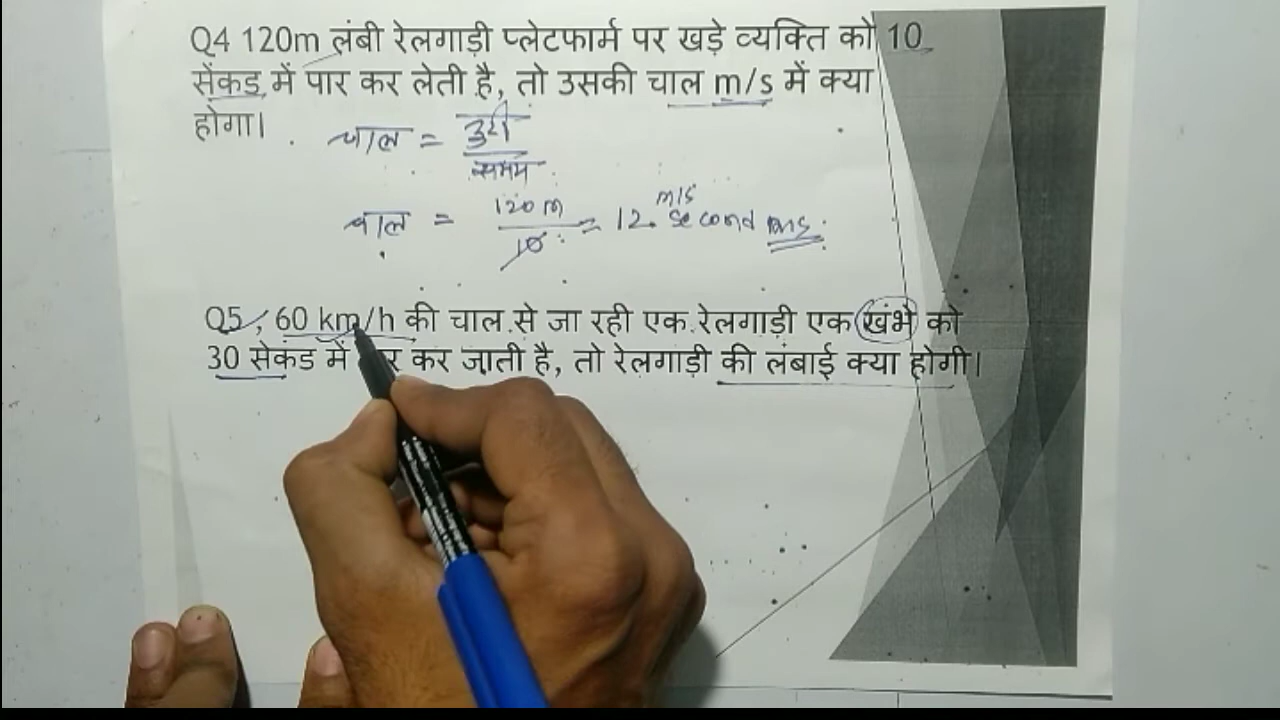 Q4 120m लंबी रेलगाड़ी प्लेटफार्म पर खड़े व्यक्ति को 10
सेंकड में पार कर लेती है, तो उसकी चाल m/s में क्या
होगा।
चाल = दूरी
समय
चाल = 120 m = 12. second ans.
10
m/s
Q5, 60 km/h की चाल से जा रही एक रेलगाड़ी एक खंभे को
30 सेकंड में कर जाती है, तो रेलगाड़ी की लंबाई क्या होगी।